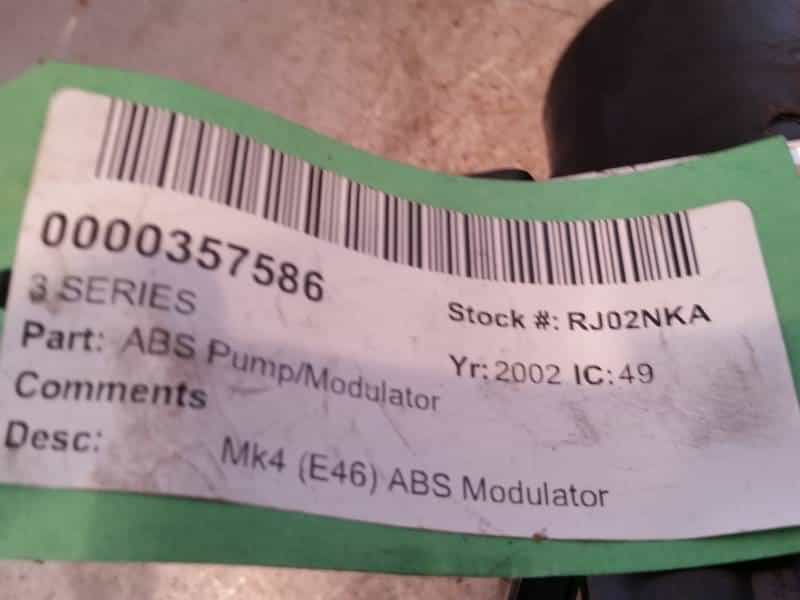 0000357586
3 SERIES
Stock #: RJ02NKA
Part: ABS Pump/Modulator
Yr: 2002 IC: 49
Comments
Desc: Mk4 (E46) ABS Modulator